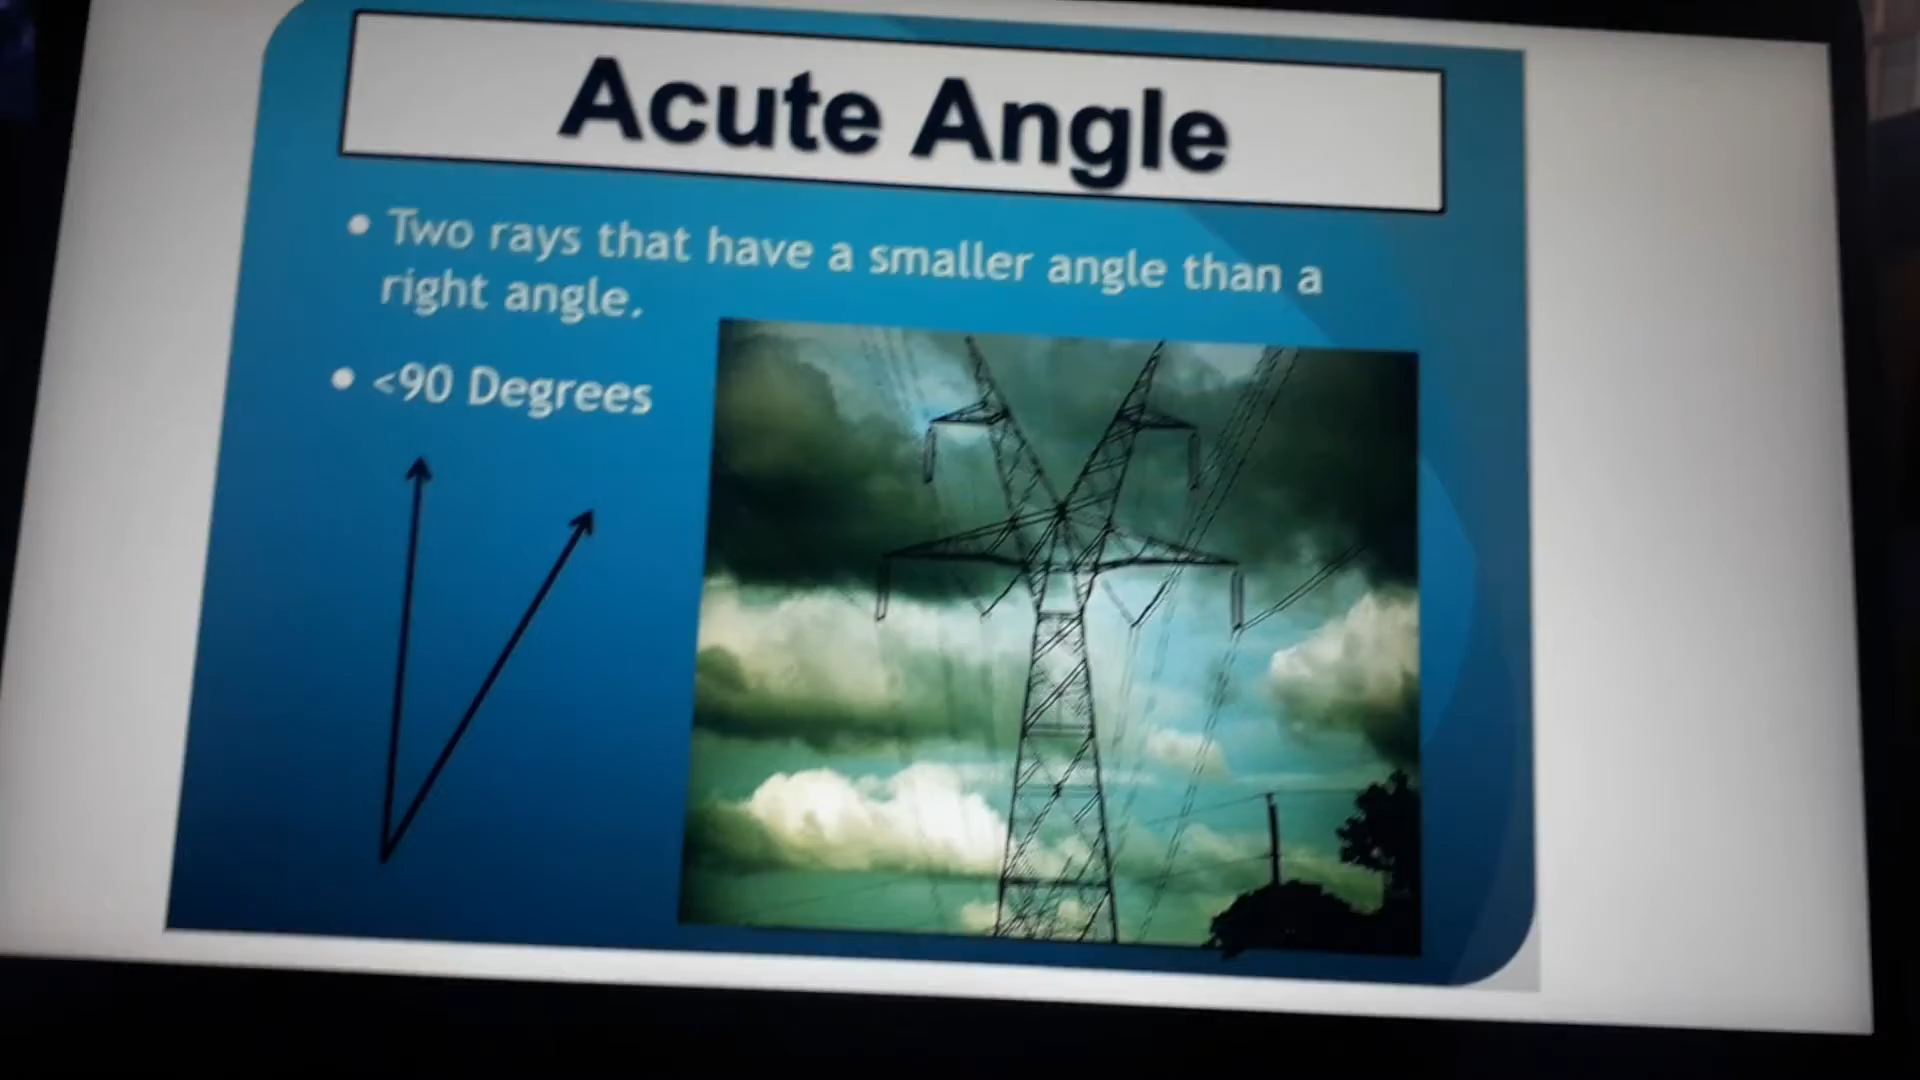 Acute Angle
• Two rays that have a smaller angle than a
right angle.
• <90 Degrees